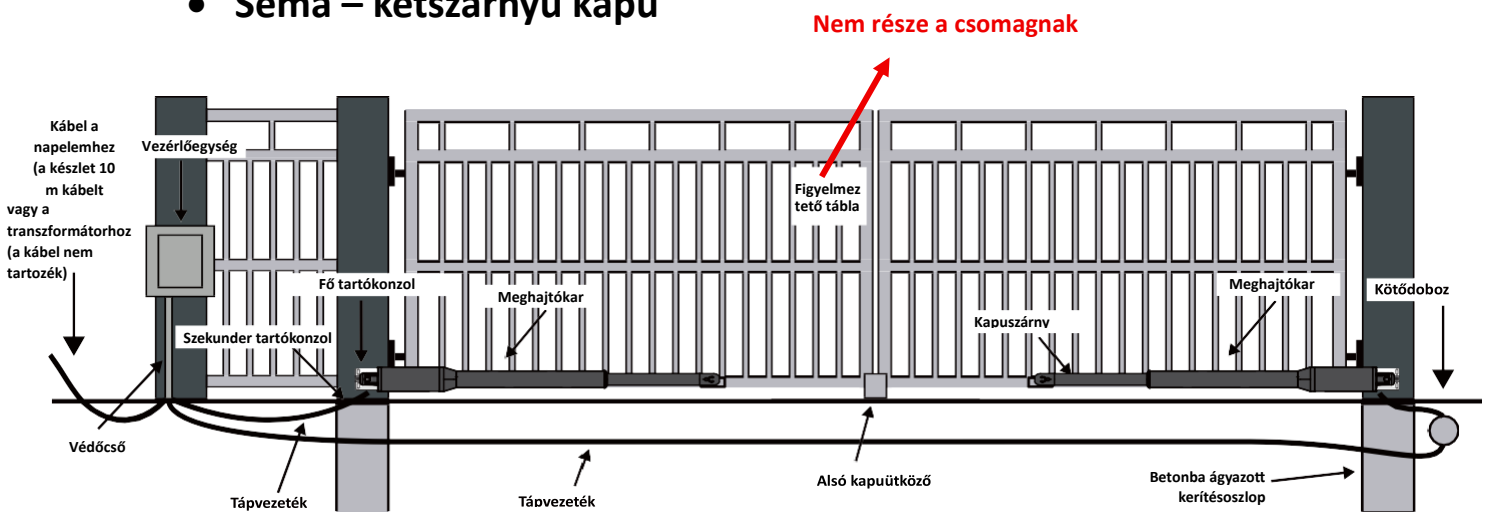 • Séma – kétszárnyú kapu
Nem része a csomagnak
Kábel a
napelemhez
(a készlet 10
m kábelt
vagy a
transzformátorhoz
(a kábel nem
tartozék)
Vezérlőegység
Figyelmez
tető tábla
Fő tartókonzol
Meghajtókar
Meghajtókar
Kötődoboz
Kapuszárny
Szekunder tartókonzol
Védőcső
Tápvezeték
Tápvezeték
Alsó kapuütköző
Betonba ágyazott
kerítésoszlop